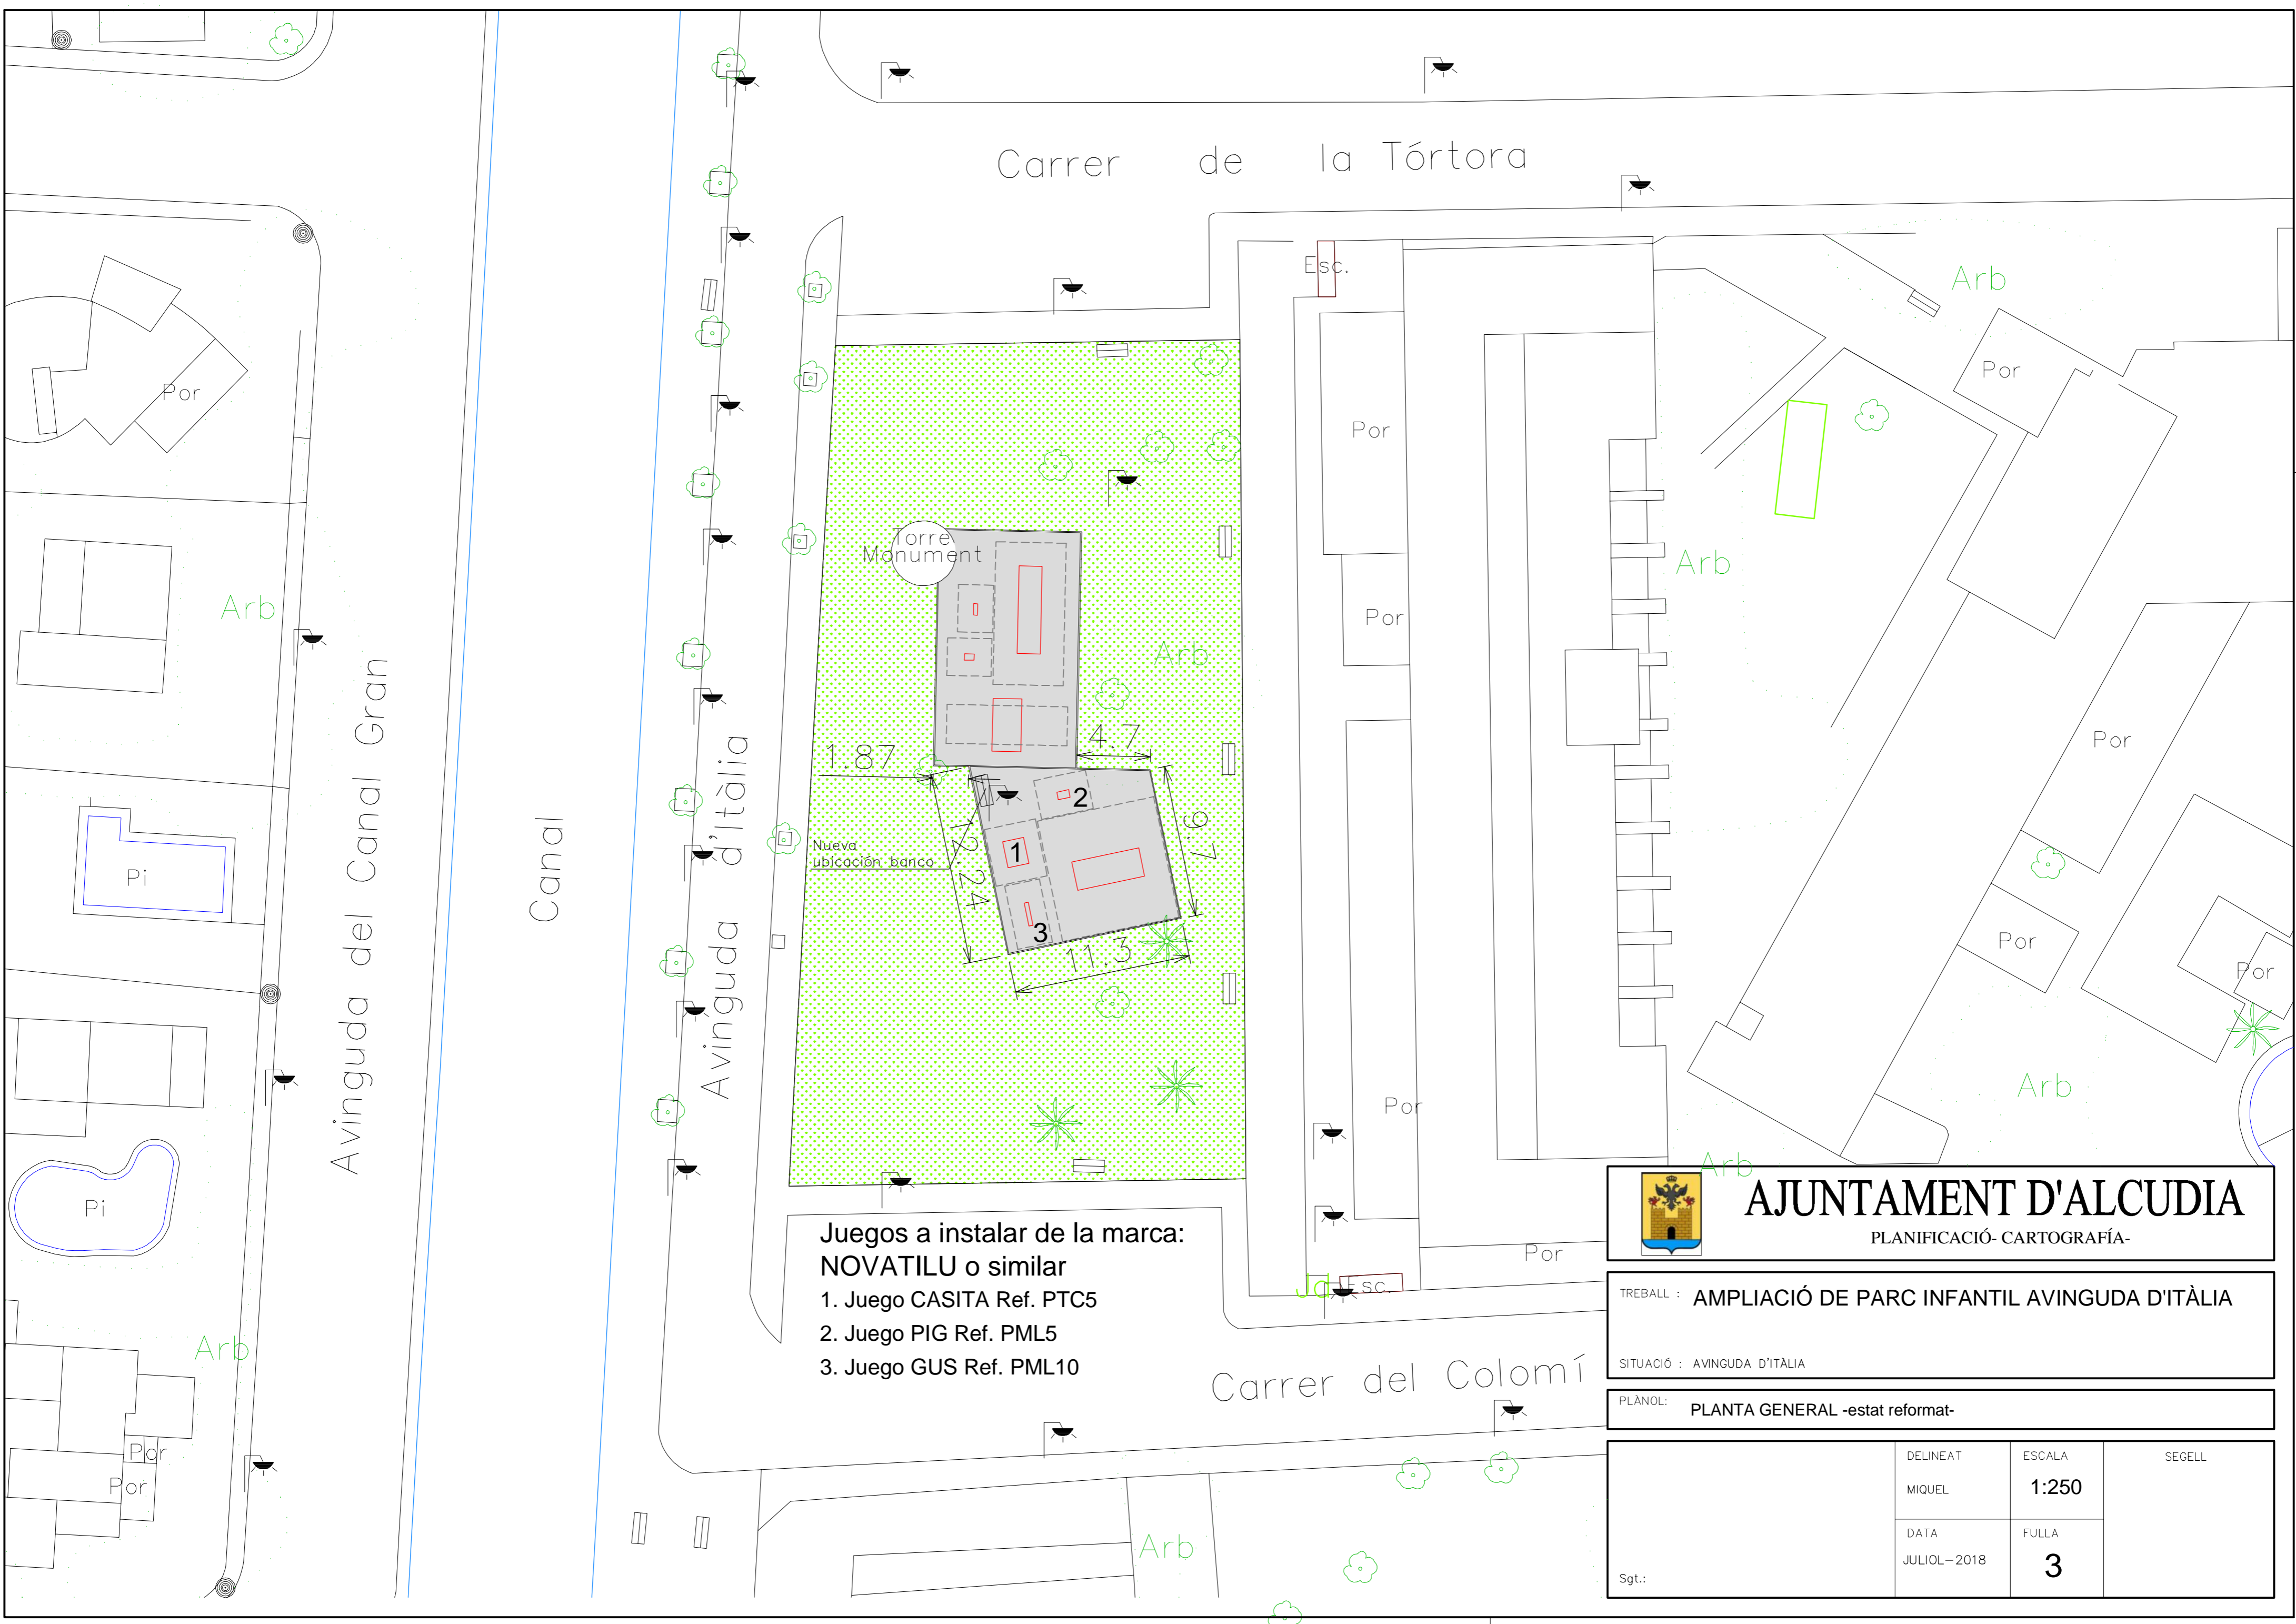 Carrer de la Tórtora
Esc.
Arb
Por
Por
Por
Torre
Monument
Arb
Por
Arb
Arb
Por
Avinguda del Canal Gran
Canal
Avinguda d'Itàlia
1.87
4.7
2
9.7
Nueva
ubicación banco
12.24
1
3
11.3
Pi
Por
Por
Por
Arb
Por
Pi
Arb
Juegos a instalar de la marca:
NOVATILU o similar
1. Juego CASITA Ref. PTC5
2. Juego PIG Ref. PML5
3. Juego GUS Ref. PML10
Jd
Esc.
Por
Carrer del Colomí
Arb
Por
Por
Arb
AJUNTAMENT D'ALCUDIA
PLANIFICACIÓ- CARTOGRAFÍA-
TREBALL : AMPLIACIÓ DE PARC INFANTIL AVINGUDA D'ITÀLIA
SITUACIÓ : AVINGUDA D'ITÀLIA
PLÀNOL: PLANTA GENERAL -estat reformat-
DELINEAT
MIQUEL
ESCALA
1:250
SEGELL
DATA
JULIOL-2018
FULLA
3
Sgt.: